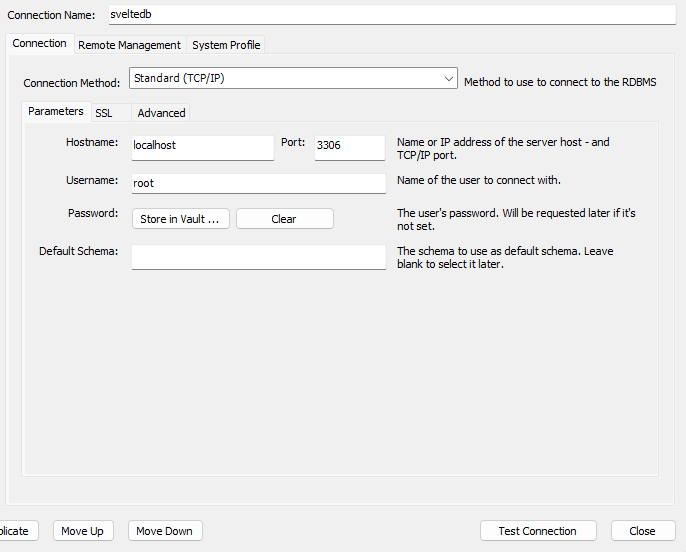 Connection Name: sveltedb
Connection Remote Management System Profile
Connection Method: Standard (TCP/IP) Method to use to connect to the RDBMS
Parameters SSL Advanced
Hostname: localhost Port: 3306 Name or IP address of the server host - and
TCP/IP port.
Username: root Name of the user to connect with.
Password: Store in Vault ... Clear The user's password. Will be requested later if it's
not set.
Default Schema: The schema to use as default schema. Leave
blank to select it later.
plicate Move Up Move Down Test Connection Close